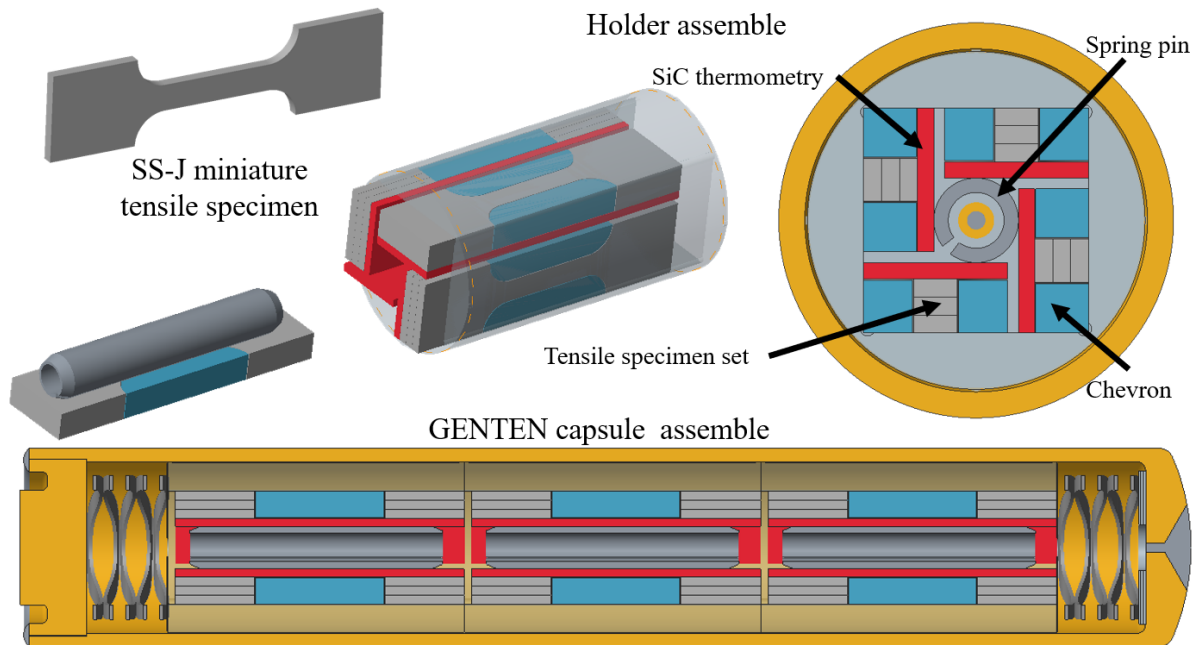 Holder assemble
Spring pin
SiC thermometry
SS-J miniature
tensile specimen
Tensile specimen set
Chevron
GENTEN capsule  assemble